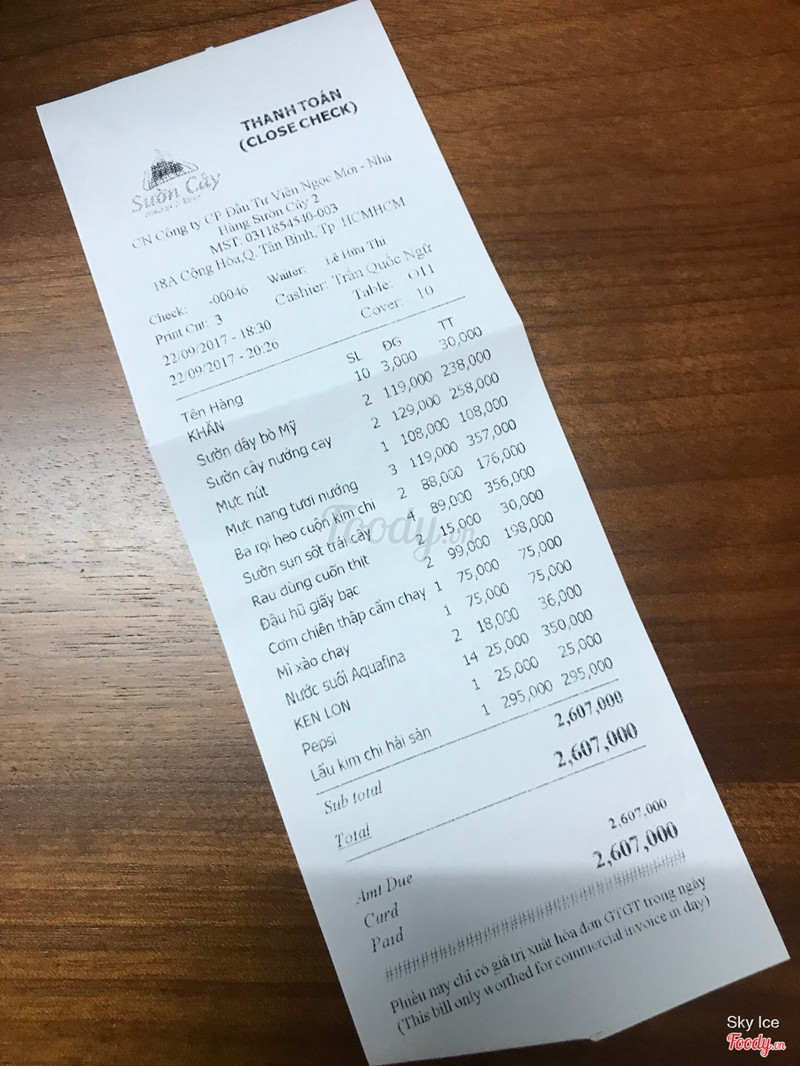 THANH TOÁN
(CLOSE CHECK)
Sườn Cây
CN Công ty CP Đầu Tư Viên Ngọc Mới - Nhà
Hàng Sườn Cây 2
MST: 0311854540-003
18A Cộng Hòa,Q: Tân Bình, Tp HCMHCM
Check: -00046 Waiter: Lê Hữu Thi
Print Cnt: 3 Cashier: Trần Quốc Ngữ
22/09/2017 - 18:30 Table: O11
22/09/2017 - 20:26 Cover: 10
Tên Hàng SL ĐG TT
KHĂN 10 3,000 30,000
Sườn dây bò Mỹ 2 119,000 238,000
Sườn cây nướng cay 2 129,000 258,000
Mực nút 1 108,000 108,000
Mực nang tươi nướng 3 119,000 357,000
Ba rọi heo cuộn kim chi 2 88,000 176,000
Sườn sụn sốt trái cây 4 89,000 356,000
Rau dùng cuốn thịt 2 15,000 30,000
Đậu hũ giấy bạc 2 99,000 198,000
Cơm chiên thập cẩm chay 1 75,000 75,000
Mì xào chay 1 75,000 75,000
Nước suối Aquafina 2 18,000 36,000
KEN LON 14 25,000 350,000
Pepsi 1 25,000 25,000
Lẩu kim chi hải sản 1 295,000 295,000
Sub total 2,607,000
Total 2,607,000
Amt Due 2,607,000
Card 2,607,000
Paid
################################
Phiếu này chỉ có giá trị xuất hóa đơn GTGT trong ngày
(This bill only worthed for commercial invoice in day)
Foody.vn
Sky Ice
Foody.vn